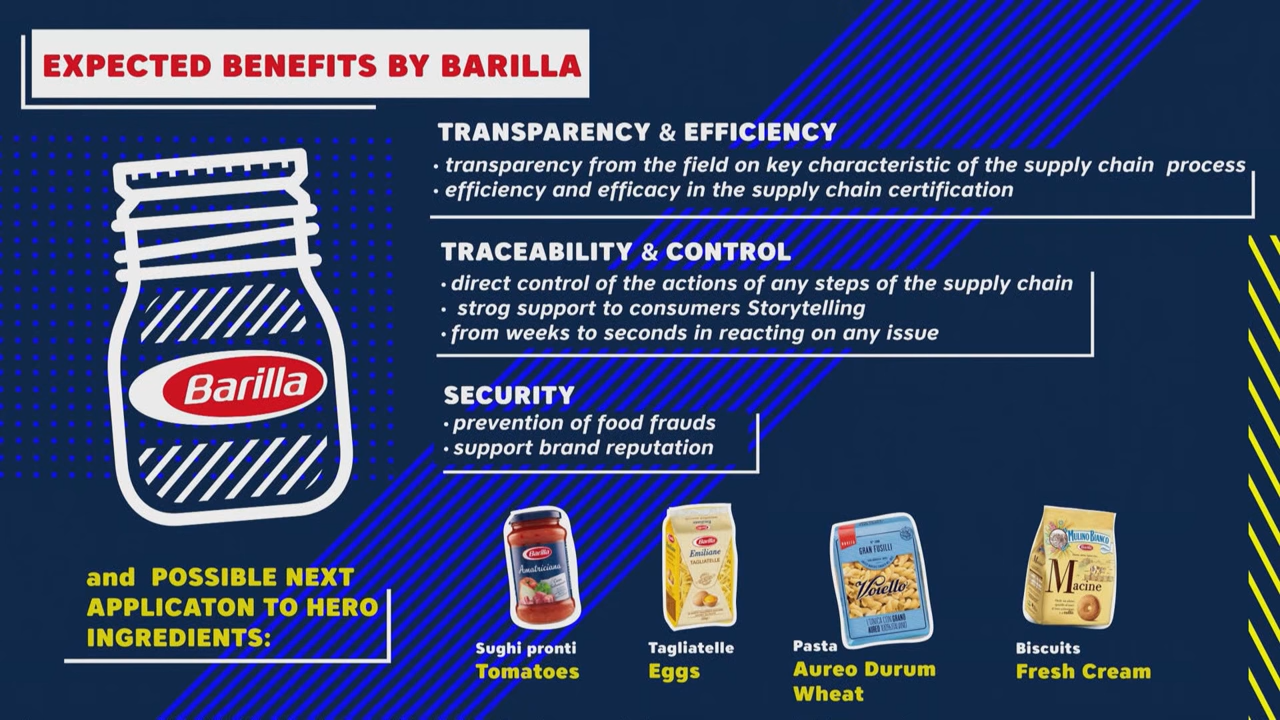 EXPECTED BENEFITS BY BARILLA
TRANSPARENCY & EFFICIENCY
• transparency from the field on key characteristic of the supply chain process
• efficiency and efficacy in the supply chain certification
TRACEABILITY & CONTROL
• direct control of the actions of any steps of the supply chain
• strog support to consumers Storytelling
• from weeks to seconds in reacting on any issue
Barilla
SECURITY
• prevention of food frauds
• support brand reputation
and POSSIBLE NEXT
APPLICATON TO HERO
INGREDIENTS:
Barilla
Amatriciana
Barilla
Emiliane
TAGLIATELLE
GRAN FUSILLI
Voiello
MULINO BIANCO
Macine
Sughi pronti
Tomatoes
Tagliatelle
Eggs
Pasta
Aureo Durum
Wheat
Biscuits
Fresh Cream